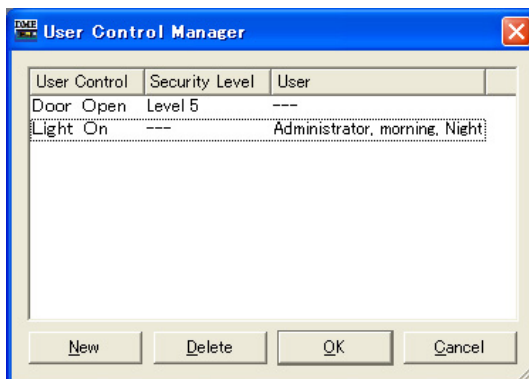 DME User Control Manager
User Control Security Level User
Door Open Level 5 ---
Light On --- Administrator, morning, Night
New Delete OK Cancel